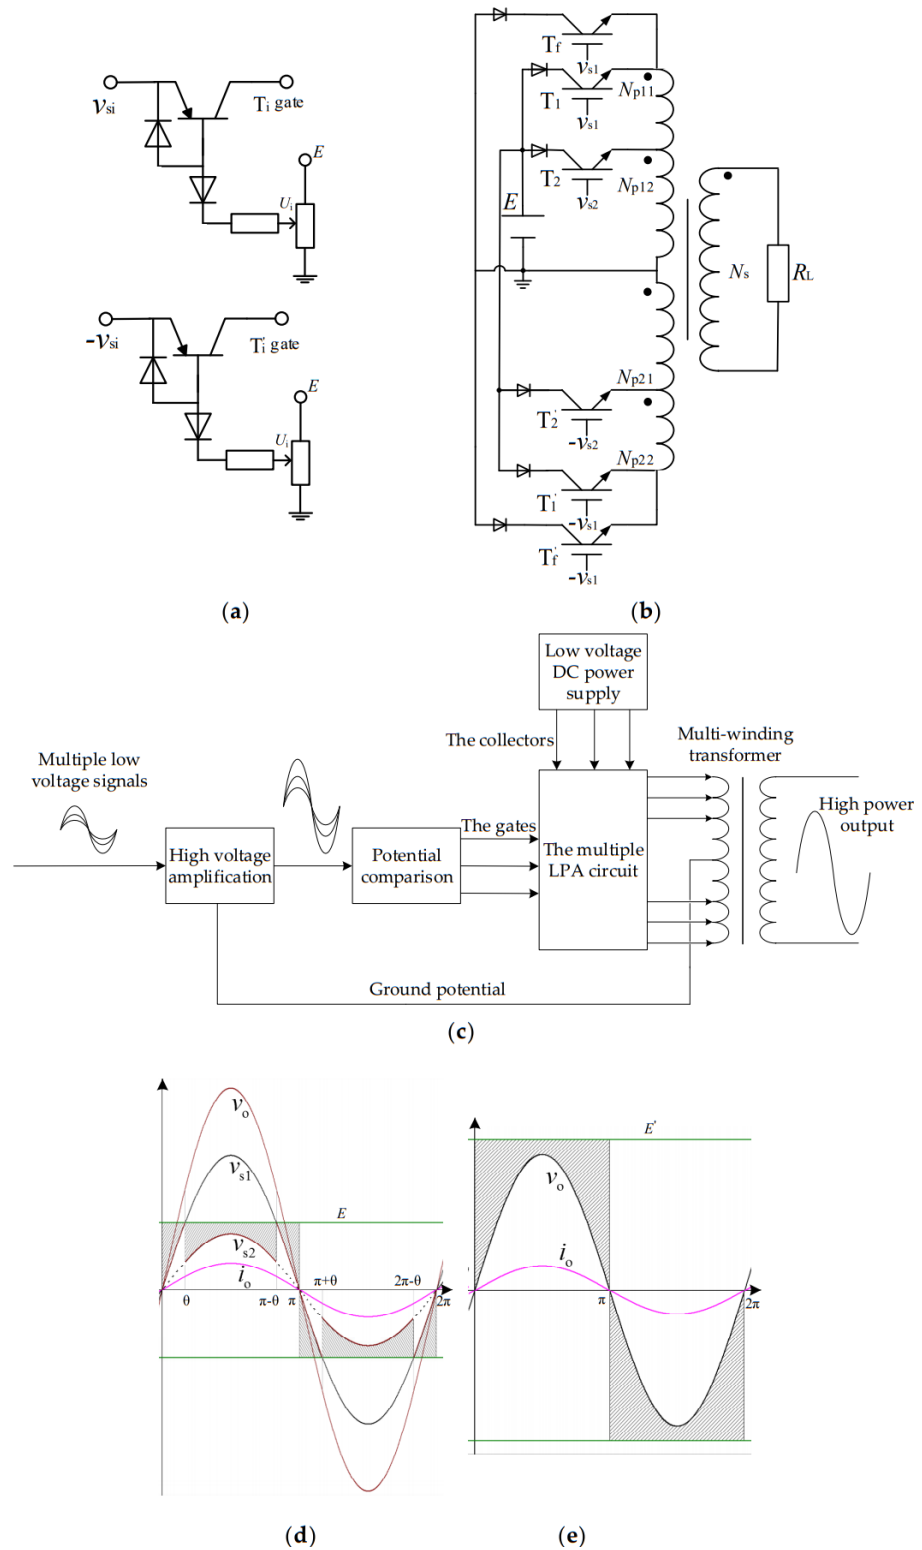 vsi
Ti gate
E
Ui
-vsi
Ti' gate
E
Ui
(a)
Tf
vs1
Np11
T1
vs1
T2
vs2
Np12
E
Ns
RL
Np21
T2'
-vs2
Np22
T1'
-vs1
Tf'
-vs1
(b)
Low voltage
DC power
supply
The collectors
Multi-winding
transformer
Multiple low
voltage signals
High power
output
The gates
High voltage
amplification
Potential
comparison
The multiple
LPA circuit
Ground potential
(c)
vo
vs1
E
vs2
io
θ
π-θ
π
π+θ
2π-θ
2π
(d)
E'
vo
io
π
2π
(e)